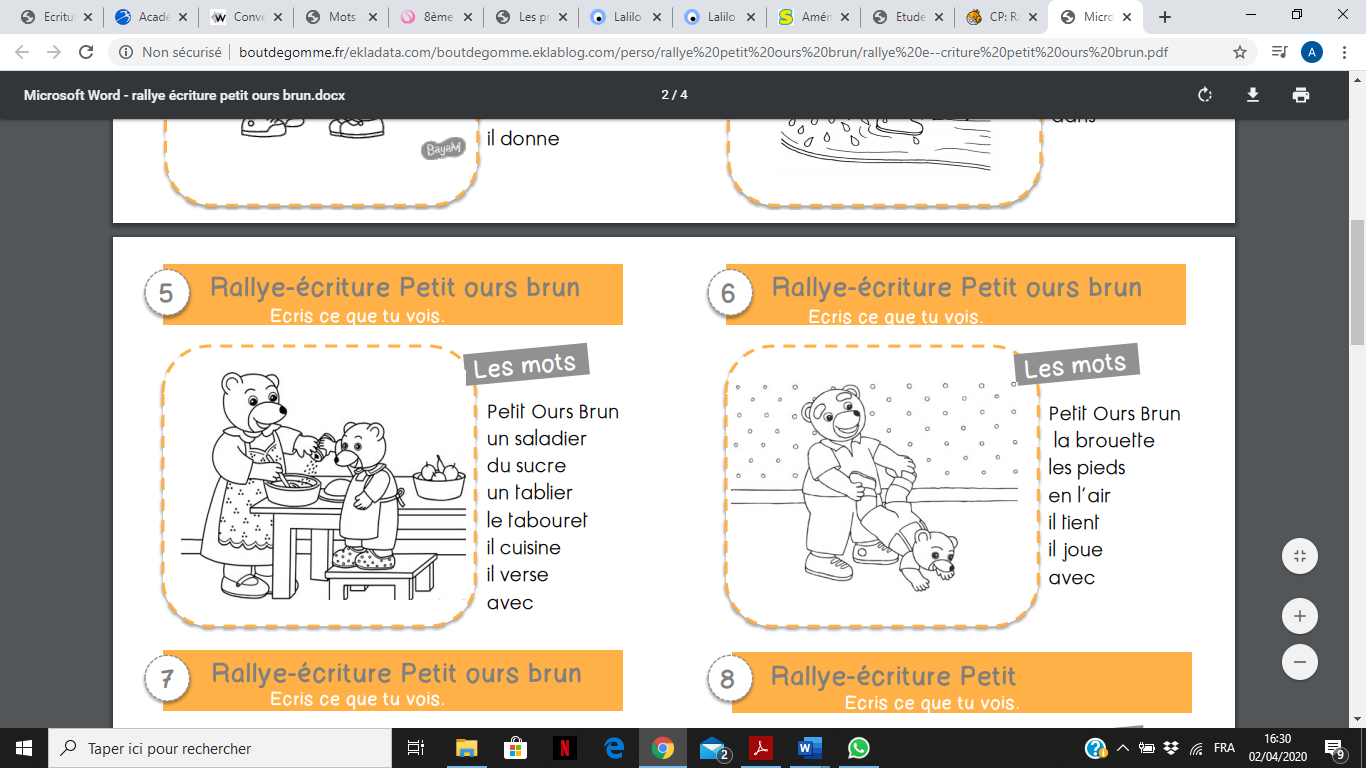 Ecritu
Acadé
Conve
Mots
8ème
Les pr
Lalilo
Lalilo
Amén
Etude
CP: Ra
Micro
Non sécurisé
boutdegomme.fr/ekladata.com/boutdegomme.eklablog.com/perso/rallye%20petit%20ours%20brun/rallye%20e--criture%20petit%20ours%20brun.pdf
A
Microsoft Word - rallye écriture petit ours brun.docx
2 / 4
BayaM
il donne
dans
5
Rallye-écriture Petit ours brun
Ecris ce que tu vois.
Les mots
Petit Ours Brun
un saladier
du sucre
un tablier
le tabouret
il cuisine
il verse
avec
6
Rallye-écriture Petit ours brun
Ecris ce que tu vois.
Les mots
Petit Ours Brun
la brouette
les pieds
en l'air
il tient
il joue
avec
7
Rallye-écriture Petit ours brun
Ecris ce que tu vois.
8
Rallye-écriture Petit
Ecris ce que tu vois.
Taper ici pour rechercher
2
FRA
16:30
02/04/2020
9